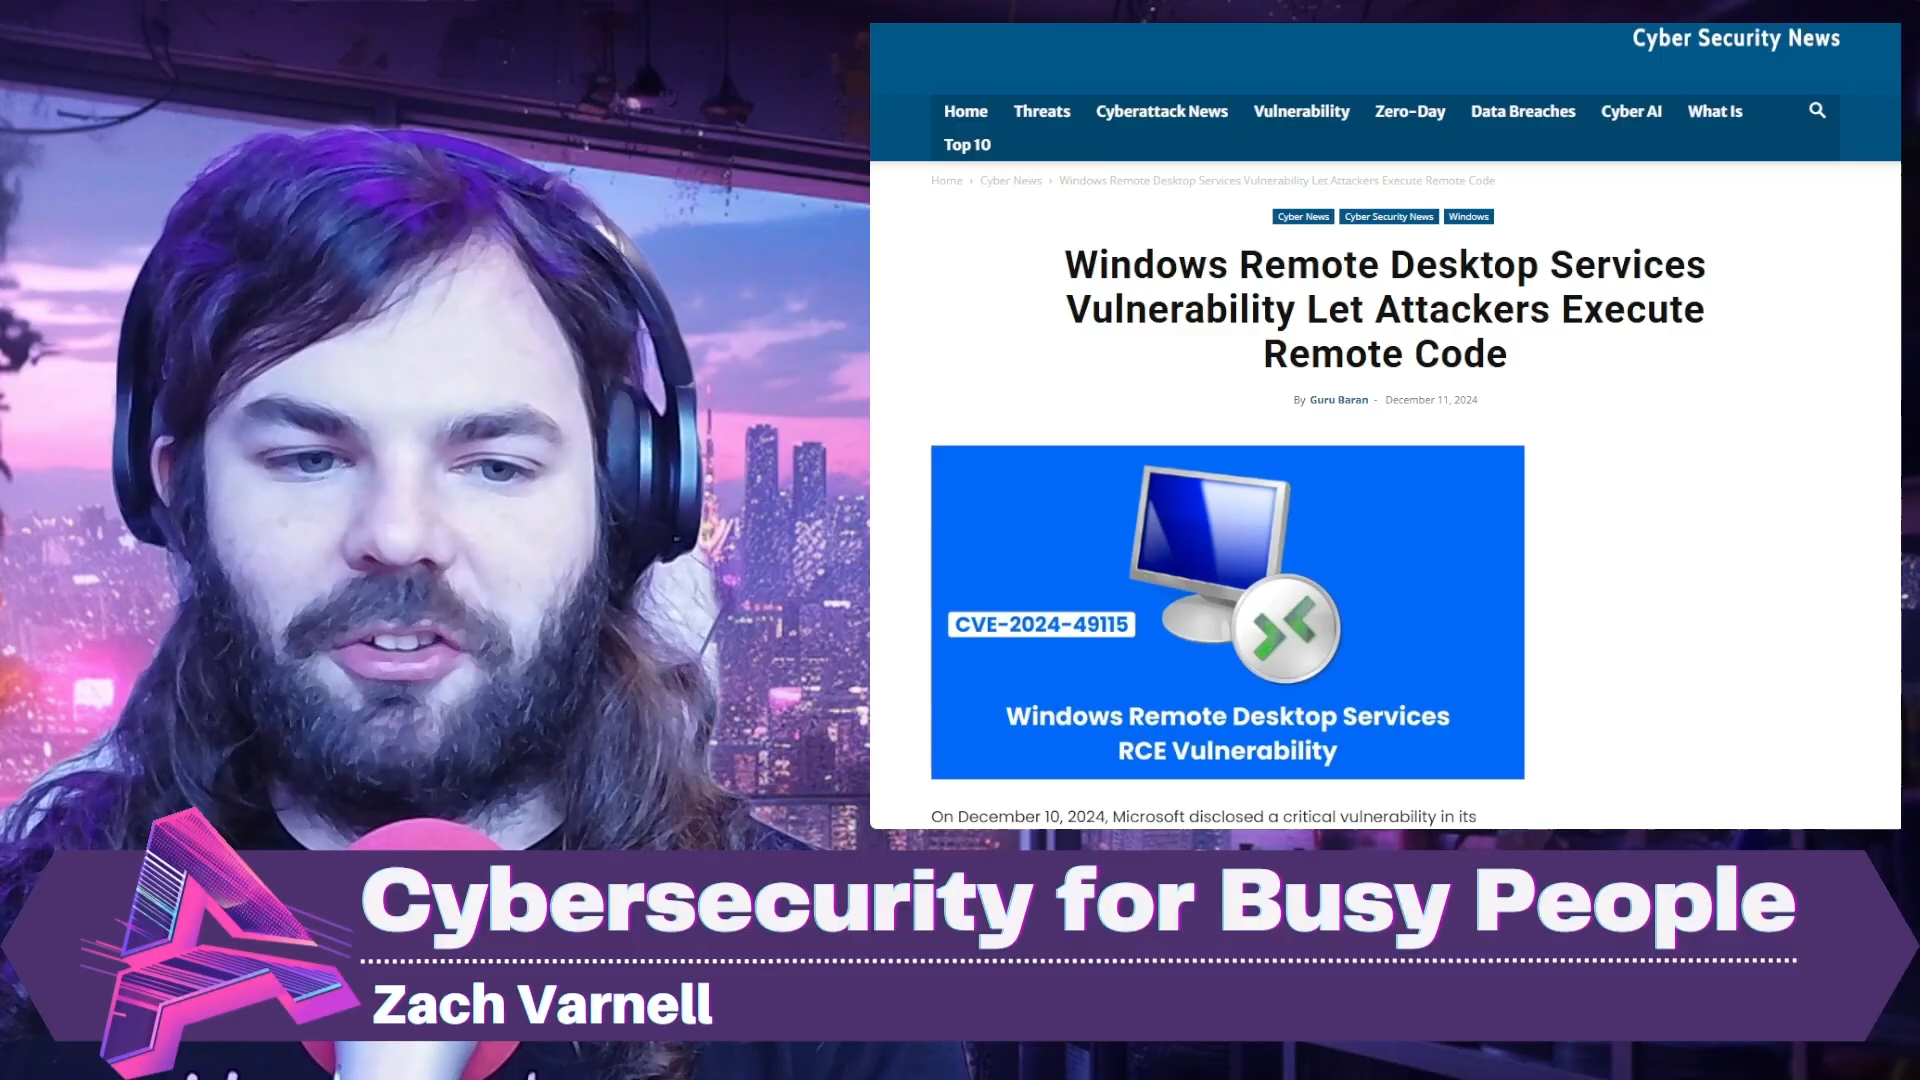 Cyber Security News
Home Threats Cyberattack News Vulnerability Zero-Day Data Breaches Cyber AI What Is
Top 10
Home › Cyber News › Windows Remote Desktop Services Vulnerability Let Attackers Execute Remote Code
Cyber News Cyber Security News Windows
Windows Remote Desktop Services
Vulnerability Let Attackers Execute
Remote Code
By Guru Baran - December 11, 2024
CVE-2024-49115
Windows Remote Desktop Services
RCE Vulnerability
On December 10, 2024, Microsoft disclosed a critical vulnerability in its
Cybersecurity for Busy People
Zach Varnell